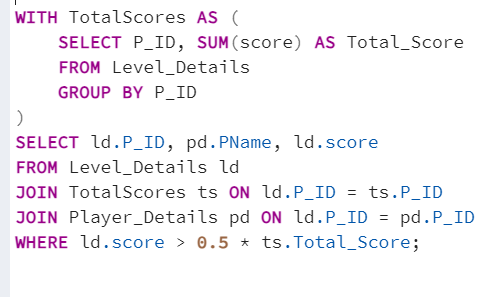 WITH TotalScores AS (
    SELECT P_ID, SUM(score) AS Total_Score
    FROM Level_Details
    GROUP BY P_ID
)
SELECT ld.P_ID, pd.PName, ld.score
FROM Level_Details ld
JOIN TotalScores ts ON ld.P_ID = ts.P_ID
JOIN Player_Details pd ON ld.P_ID = pd.P_ID
WHERE ld.score > 0.5 * ts.Total_Score;